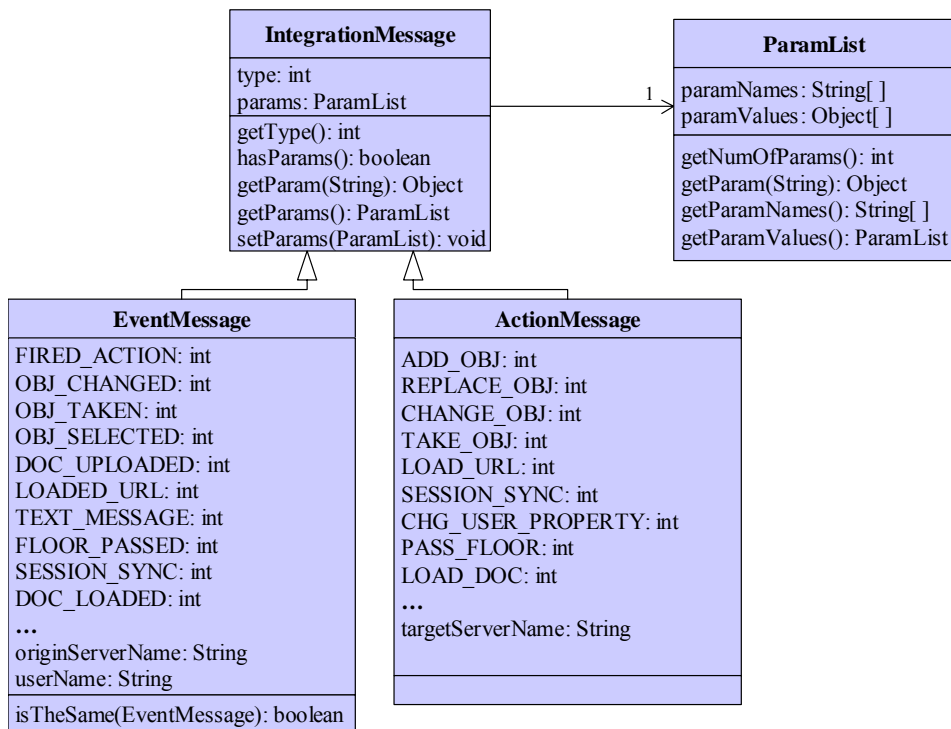 IntegrationMessage
type: int
params: ParamList
getType(): int
hasParams(): boolean
getParam(String): Object
getParams(): ParamList
setParams(ParamList): void
1
ParamList
paramNames: String[ ]
paramValues: Object[ ]
getNumOfParams(): int
getParam(String): Object
getParamNames(): String[ ]
getParamValues(): ParamList
EventMessage
FIRED_ACTION: int
OBJ_CHANGED: int
OBJ_TAKEN: int
OBJ_SELECTED: int
DOC_UPLOADED: int
LOADED_URL: int
TEXT_MESSAGE: int
FLOOR_PASSED: int
SESSION_SYNC: int
DOC_LOADED: int
...
originServerName: String
userName: String
isTheSame(EventMessage): boolean
ActionMessage
ADD_OBJ: int
REPLACE_OBJ: int
CHANGE_OBJ: int
TAKE_OBJ: int
LOAD_URL: int
SESSION_SYNC: int
CHG_USER_PROPERTY: int
PASS_FLOOR: int
LOAD_DOC: int
...
targetServerName: String